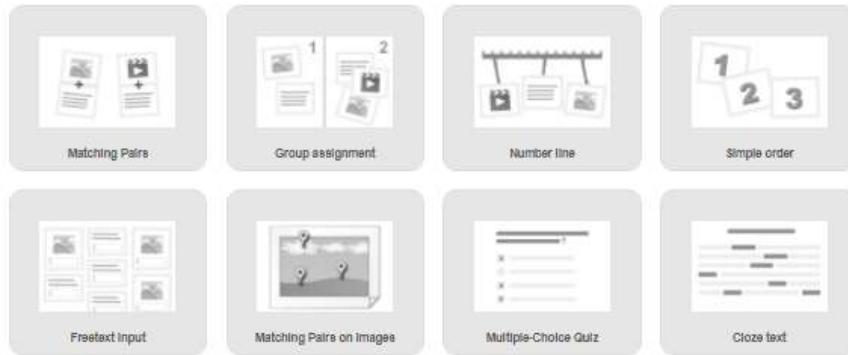 1
2
1
2
3
Matching Pairs
Group assignment
Number line
Simple order
Freetext input
Matching Pairs on Images
Multiple-Choice Quiz
Cloze text